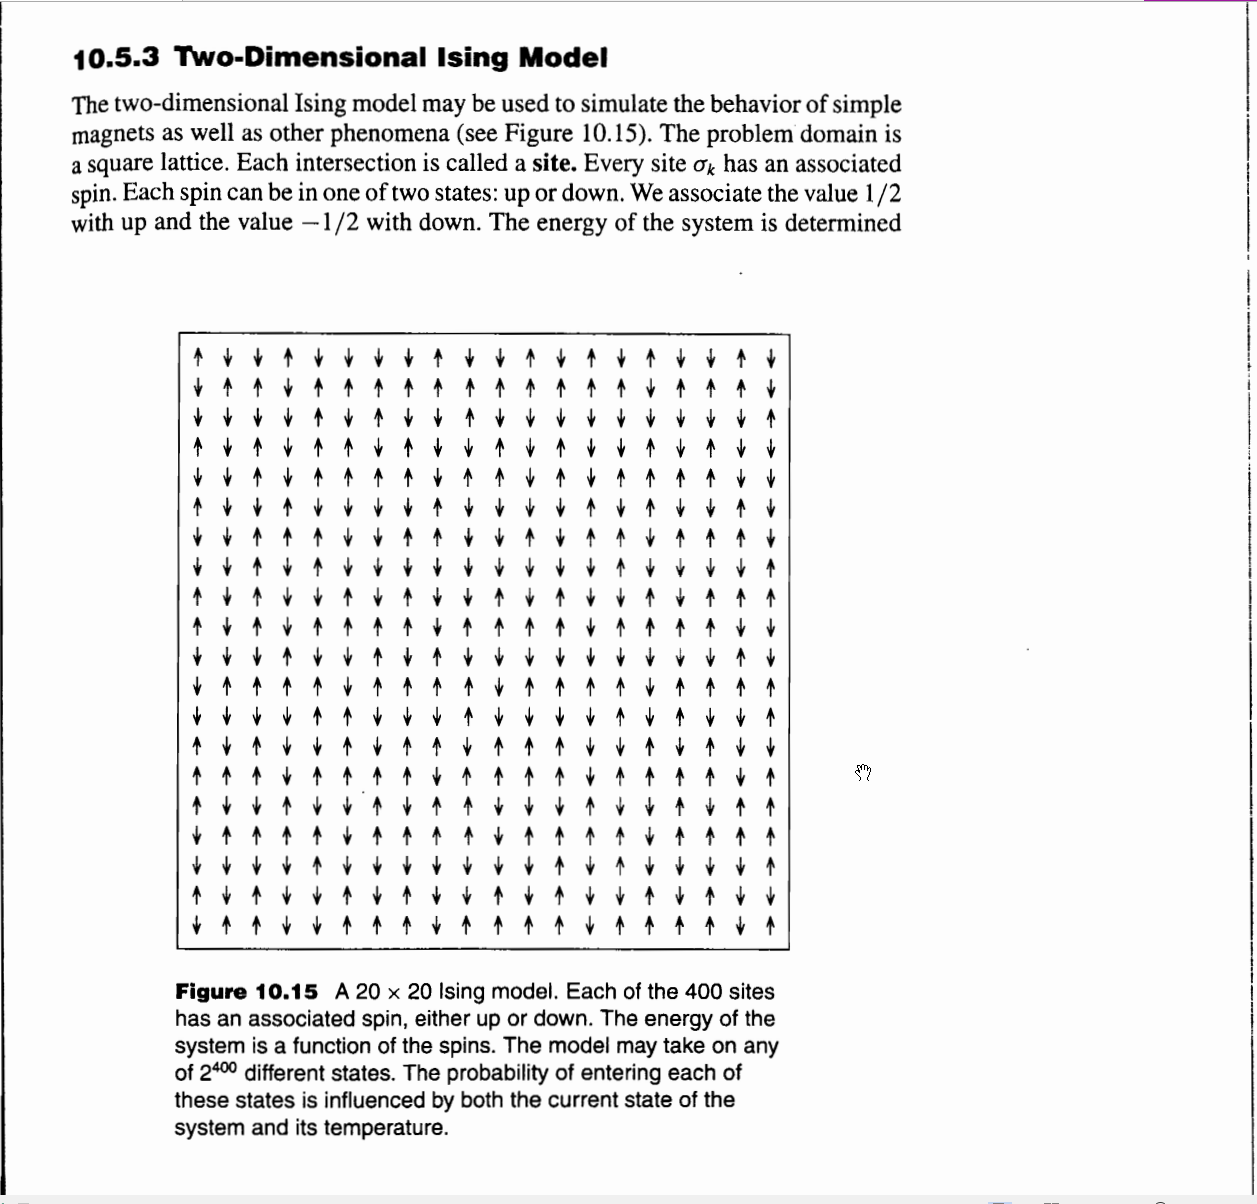 10.5.3 Two-Dimensional Ising Model
The two-dimensional Ising model may be used to simulate the behavior of simple
magnets as well as other phenomena (see Figure 10.15). The problem domain is
a square lattice. Each intersection is called a site. Every site σₖ has an associated
spin. Each spin can be in one of two states: up or down. We associate the value 1/2
with up and the value −1/2 with down. The energy of the system is determined
Figure 10.15 A 20 × 20 Ising model. Each of the 400 sites
has an associated spin, either up or down. The energy of the
system is a function of the spins. The model may take on any
of 2⁴⁰⁰ different states. The probability of entering each of
these states is influenced by both the current state of the
system and its temperature.